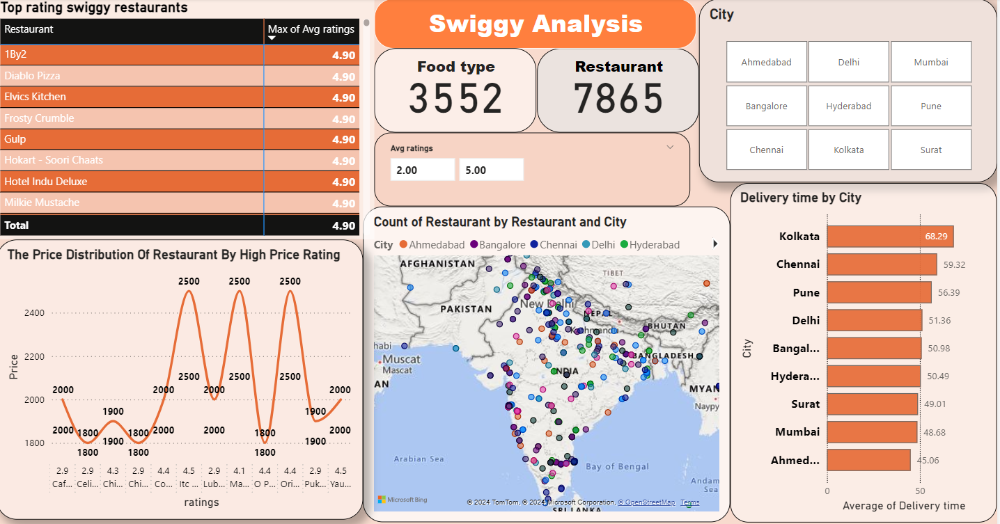 Top rating swiggy restaurants
Restaurant Max of Avg ratings
1By2 4.90
Diablo Pizza 4.90
Elvics Kitchen 4.90
Frosty Crumble 4.90
Gulp 4.90
Hokart - Soori Chaats 4.90
Hotel Indu Deluxe 4.90
Milkie Mustache 4.90
Total 4.90
Swiggy Analysis
Food type
3552
Restaurant
7865
Avg ratings
2.00 5.00
City
Ahmedabad Delhi Mumbai
Bangalore Hyderabad Pune
Chennai Kolkata Surat
The Price Distribution Of Restaurant By High Price Rating
2500 2500 2500
2400
2200
2500 2500 2500
2000 2000 2000 2000
2000
1900
2000 1800 1800 2000 2000 1800 1900 2000
1900 1900
1800
1800 1800 1800
Price
2.9 2.9 4.3 2.9 4.4 4.5 2.9 4.1 4.4 4.4 2.9 4.5
Caf... Celi... Chi... Chi... Co... Itc ... Lub... Ma... O P... Ori... Puk... Yau...
ratings
Count of Restaurant by Restaurant and City
City Ahmedabad Bangalore Chennai Delhi Hyderabad
AFGHANISTAN
TIBET
PAKISTAN
New Delhi
NEPAL
Kathmandu
BHUTAN
habi
Muscat
Mascat
BANGLADESH
INDIA
AN
MYAN
Naypy
Arabian Sea
Bay of Bengal
Andam
Sea
SRI LANKA
Microsoft Bing
© 2024 TomTom, © 2024 Microsoft Corporation, © OpenStreetMap Terms
Delivery time by City
Kolkata 68.29
Chennai 59.32
Pune 56.39
Delhi 51.36
Bangal... 50.98
Hydera... 50.49
Surat 49.01
Mumbai 48.68
Ahmed... 45.06
City
0 50
Average of Delivery time